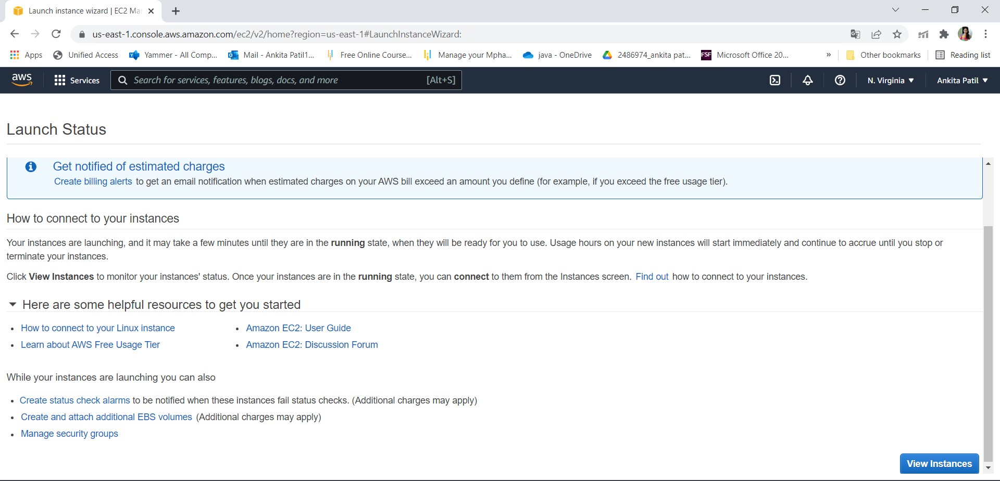 Launch instance wizard | EC2 Mar
us-east-1.console.aws.amazon.com/ec2/v2/home?region=us-east-1#LaunchInstanceWizard:
Apps Unified Access Yammer - All Comp... Mail - Ankita Patil1... Free Online Course... Manage your Mpha... java - OneDrive 2486974_ankita pat... FSF Microsoft Office 20... » Other bookmarks Reading list
aws Services Search for services, features, blogs, docs, and more [Alt+S] N. Virginia ▼ Ankita Patil ▼
Launch Status
Get notified of estimated charges
Create billing alerts to get an email notification when estimated charges on your AWS bill exceed an amount you define (for example, if you exceed the free usage tier).
How to connect to your instances
Your instances are launching, and it may take a few minutes until they are in the running state, when they will be ready for you to use. Usage hours on your new instances will start immediately and continue to accrue until you stop or
terminate your instances.
Click View Instances to monitor your instances' status. Once your instances are in the running state, you can connect to them from the Instances screen. Find out how to connect to your instances.
Here are some helpful resources to get you started
• How to connect to your Linux instance • Amazon EC2: User Guide
• Learn about AWS Free Usage Tier • Amazon EC2: Discussion Forum
While your instances are launching you can also
• Create status check alarms to be notified when these instances fail status checks. (Additional charges may apply)
• Create and attach additional EBS volumes (Additional charges may apply)
• Manage security groups
View Instances